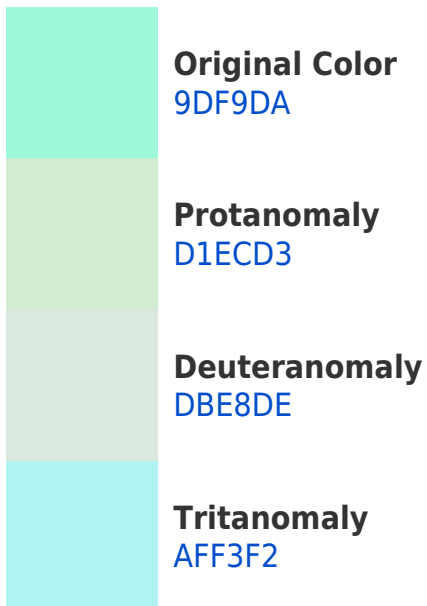 Original Color
9DF9DA
Protanomaly
D1ECD3
Deuteranomaly
DBE8DE
Tritanomaly
AFF3F2